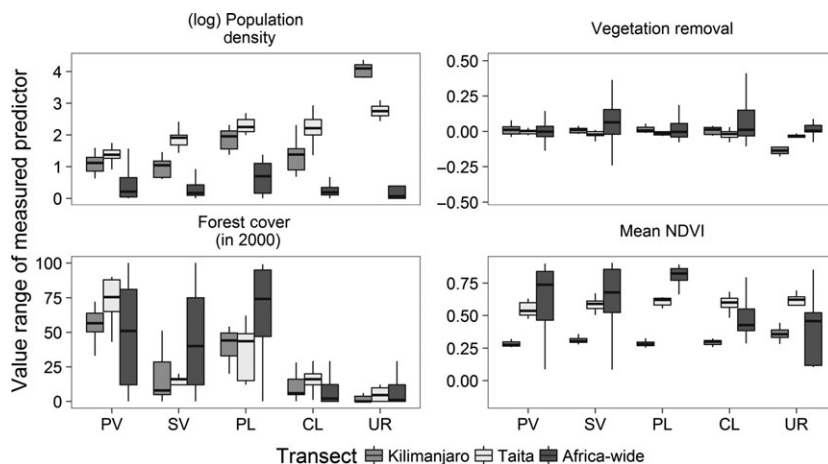 (log) Population
density
Vegetation removal
4
3
2
1
0
0.50
0.25
0.00
−0.25
−0.50
Value range of measured predictor
Forest cover
(in 2000)
Mean NDVI
100
75
50
25
0
0.75
0.50
0.25
0.00
PV SV PL CL UR
PV SV PL CL UR
Transect Kilimanjaro Taita Africa-wide